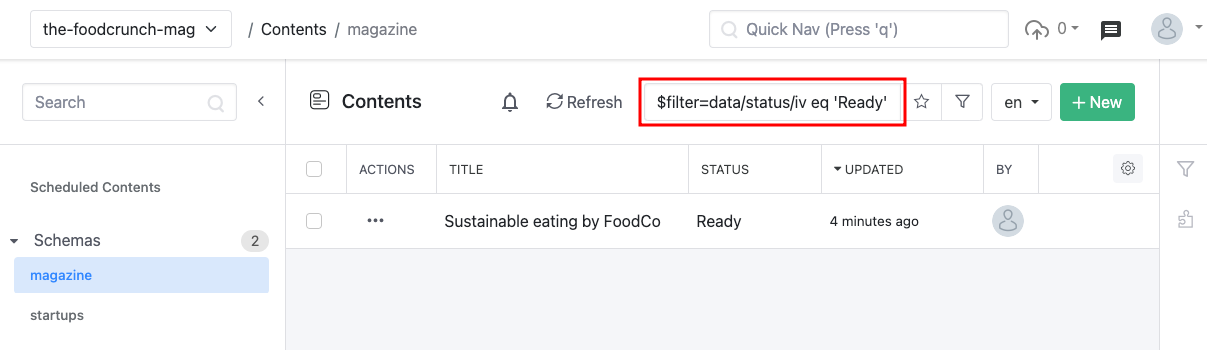 the-foodcrunch-mag / Contents / magazine Quick Nav (Press 'q') 0
Search Contents Refresh $filter=data/status/iv eq 'Ready' en + New
ACTIONS TITLE STATUS UPDATED BY
Scheduled Contents
Sustainable eating by FoodCo Ready 4 minutes ago
Schemas 2
magazine
startups